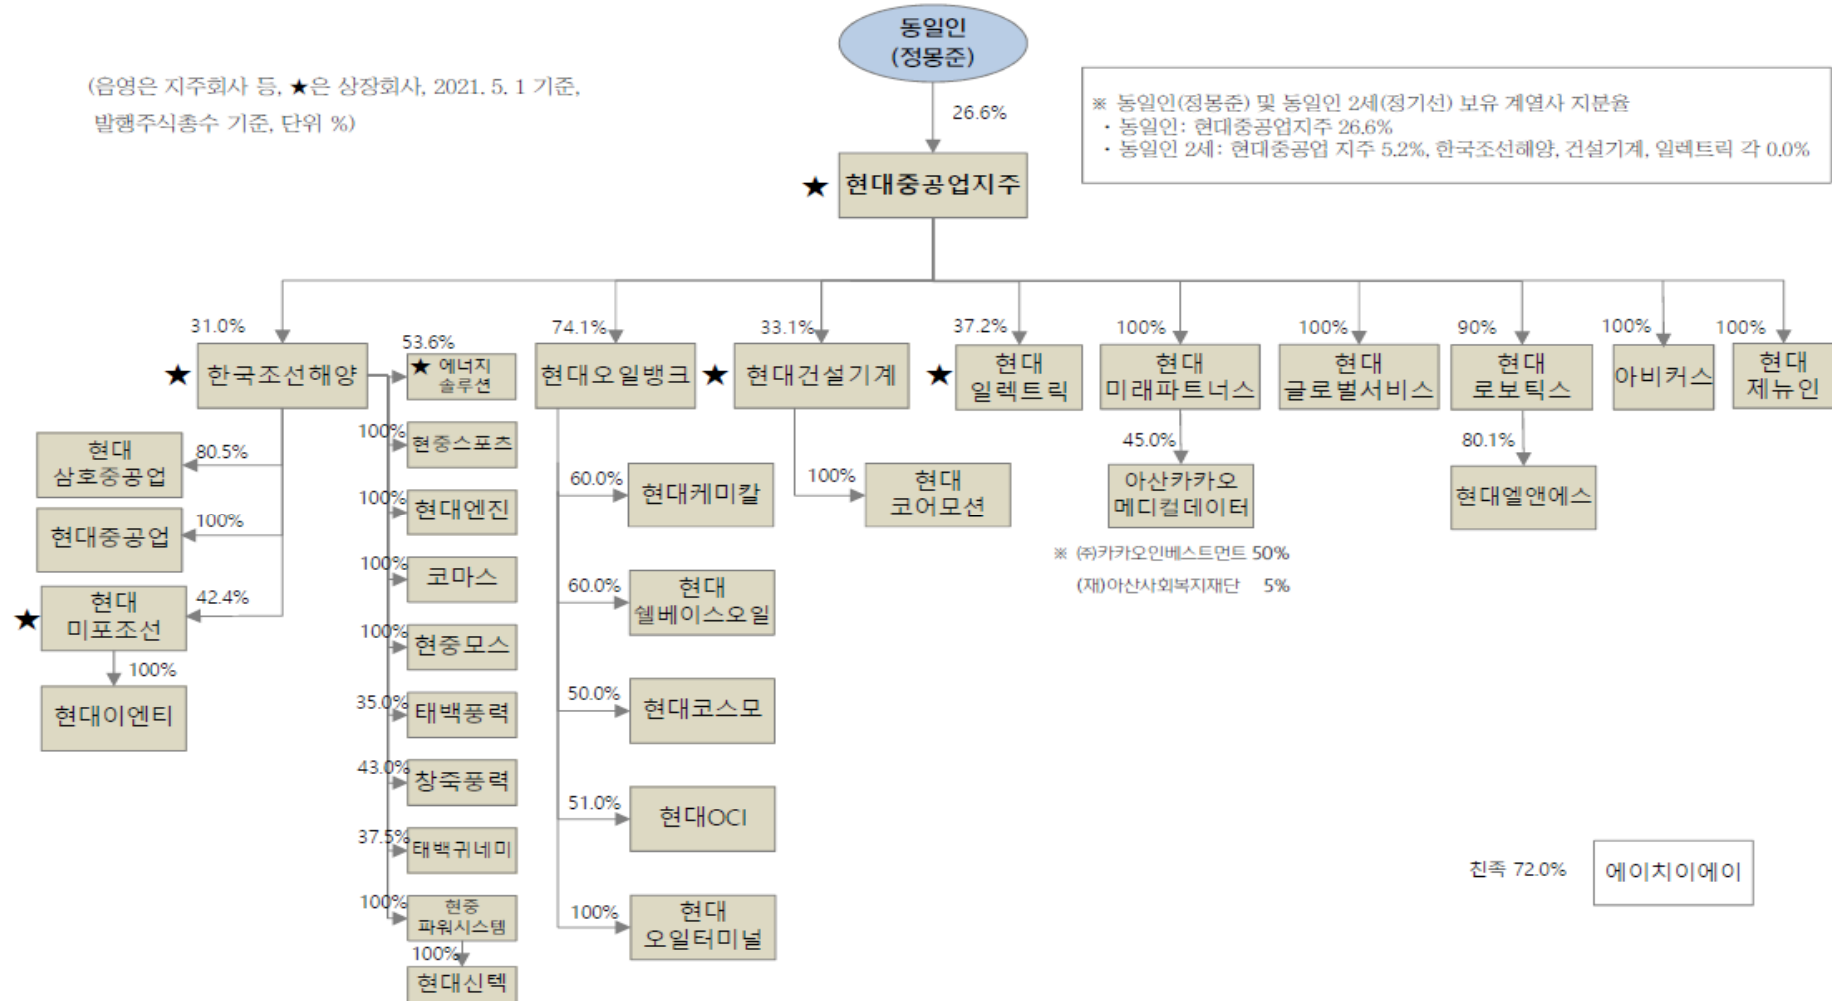 동일인
(정몽준)
(음영은 지주회사 등, ★은 상장회사, 2021. 5. 1 기준,
발행주식총수 기준, 단위 %)
26.6%
※ 동일인(정몽준) 및 동일인 2세(정기선) 보유 계열사 지분율
· 동일인: 현대중공업지주 26.6%
· 동일인 2세: 현대중공업 지주 5.2%, 한국조선해양, 건설기계, 일렉트릭 각 0.0%
★ 현대중공업지주
31.0%
★ 한국조선해양
80.5%
현대
삼호중공업
100%
현대중공업
42.4%
★ 현대
미포조선
100%
현대이엔티
53.6%
★ 에너지
솔루션
100%
현중스포츠
100%
현대엔진
100%
코마스
100%
현중모스
35.0%
태백풍력
43.0%
창죽풍력
37.5%
태백귀네미
100%
현중
파워시스템
100%
현대신텍
74.1%
현대오일뱅크
60.0%
현대케미칼
60.0%
현대
쉘베이스오일
50.0%
현대코스모
51.0%
현대OCI
100%
현대
오일터미널
33.1%
★ 현대건설기계
100%
현대
코어모션
37.2%
★ 현대
일렉트릭
100%
현대
미래파트너스
45.0%
아산카카오
메디컬데이터
※ ㈜카카오인베스트먼트 50%
(재)아산사회복지재단 5%
100%
현대
글로벌서비스
90%
현대
로보틱스
80.1%
현대엘앤에스
100%
아비커스
100%
현대
제뉴인
친족 72.0%
에이치이에이